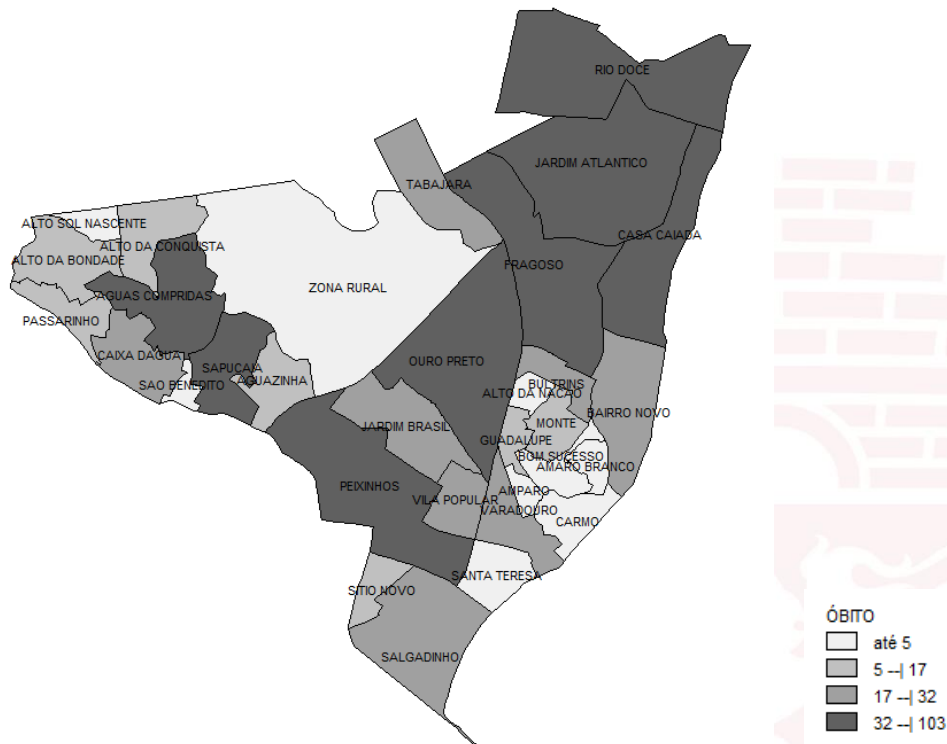 RIO DOCE
JARDIM ATLANTICO
TABAJARA
ALTO SOL NASCENTE
CASA CAIADA
ALTO DA CONQUISTA
ALTO DA BONDADE
FRAGOSO
ZONA RURAL
AGUAS COMPRIDAS
PASSARINHO
CAIXA DAGUA
OURO PRETO
SAPUCAIA
AGUAZINHA
SAO BENEDITO
BULTRINS
ALTO DA NACAO
BAIRRO NOVO
MONTE
JARDIM BRASIL
GUADALUPE
BOM SUCESSO
AMARO BRANCO
PEIXINHOS
AMPARO
VILA POPULAR
VARADOURO
CARMO
SANTA TERESA
SITIO NOVO
SALGADINHO
ÓBITO
até 5
5 --| 17
17 --| 32
32 --| 103